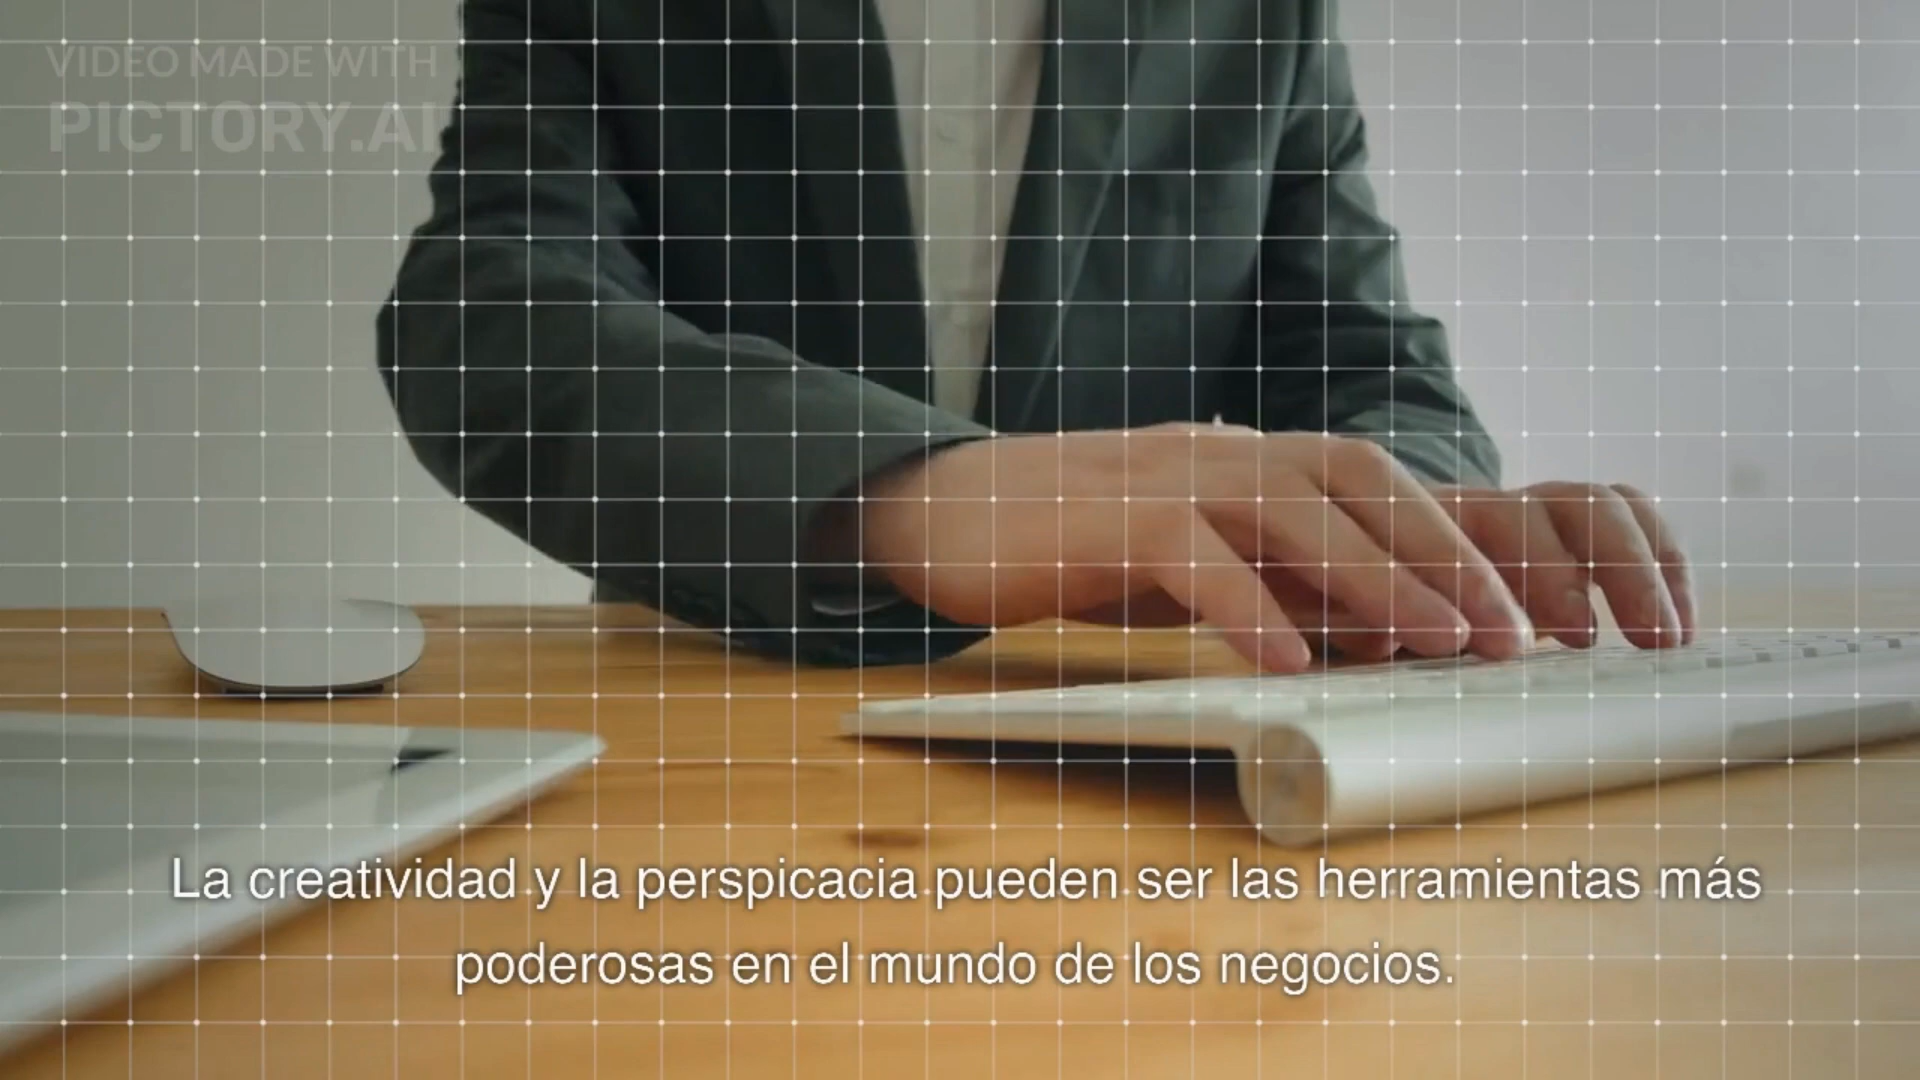 VIDEO MADE WITH
PICTORY.AI
La creatividad y la perspicacia pueden ser las herramientas más
poderosas en el mundo de los negocios.